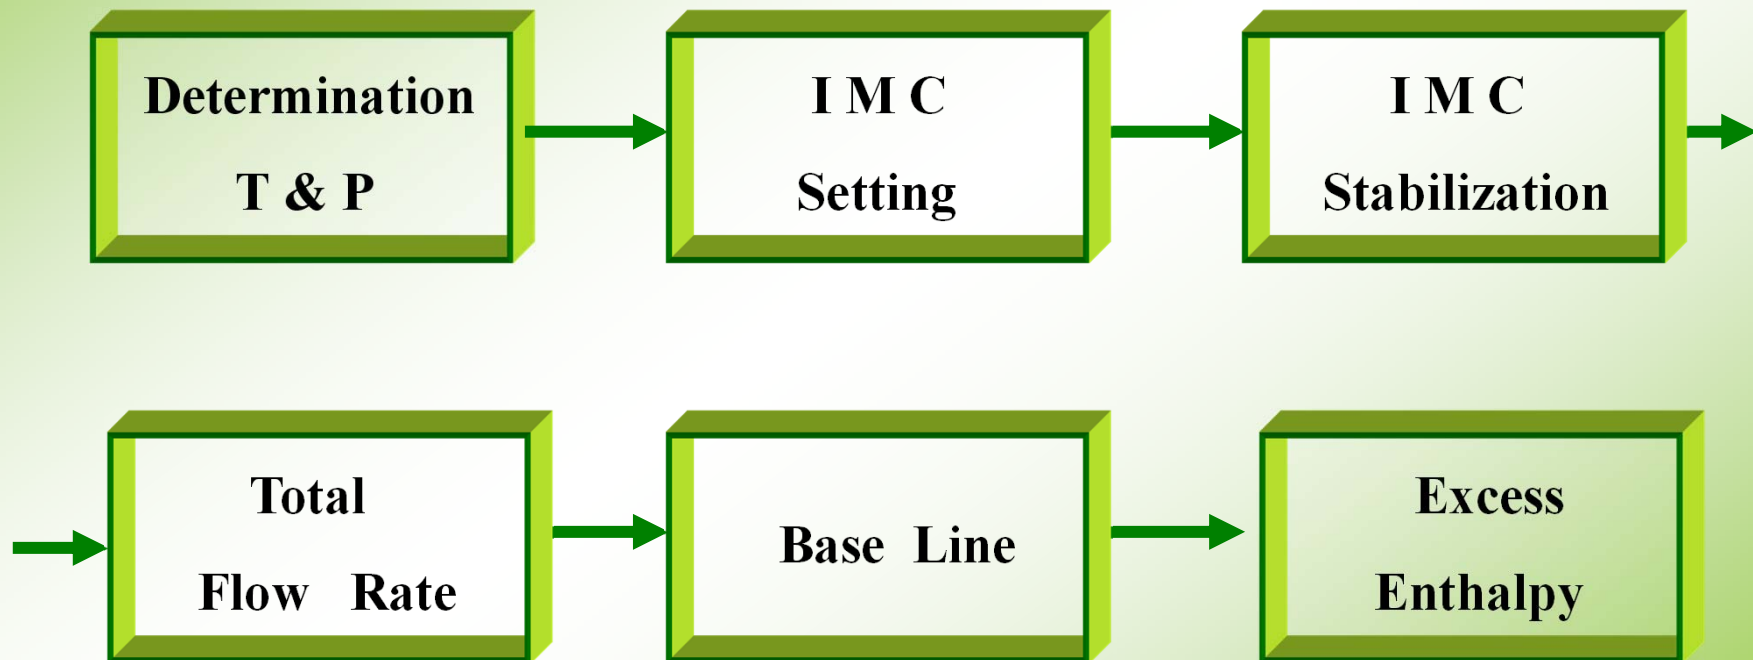 Determination
T & P
I M C
Setting
I M C
Stabilization
Total
Flow Rate
Base Line
Excess
Enthalpy